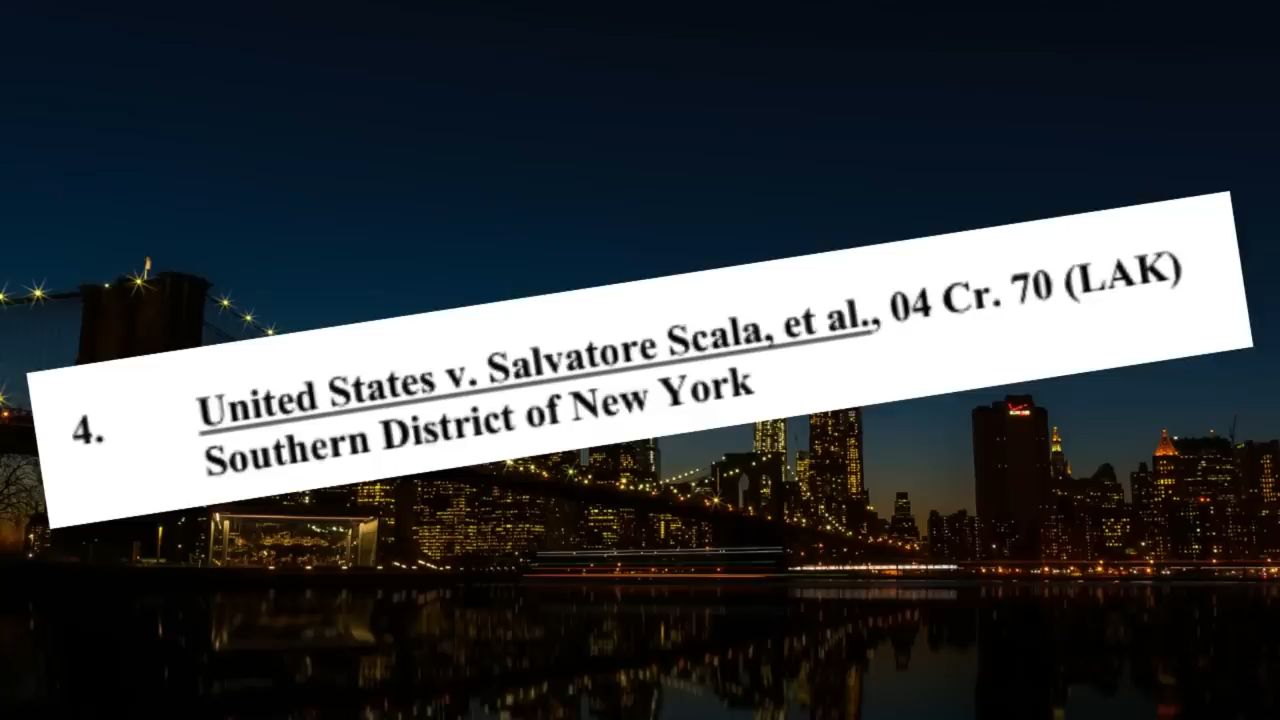 4. United States v. Salvatore Scala, et al., 04 Cr. 70 (LAK)
Southern District of New York